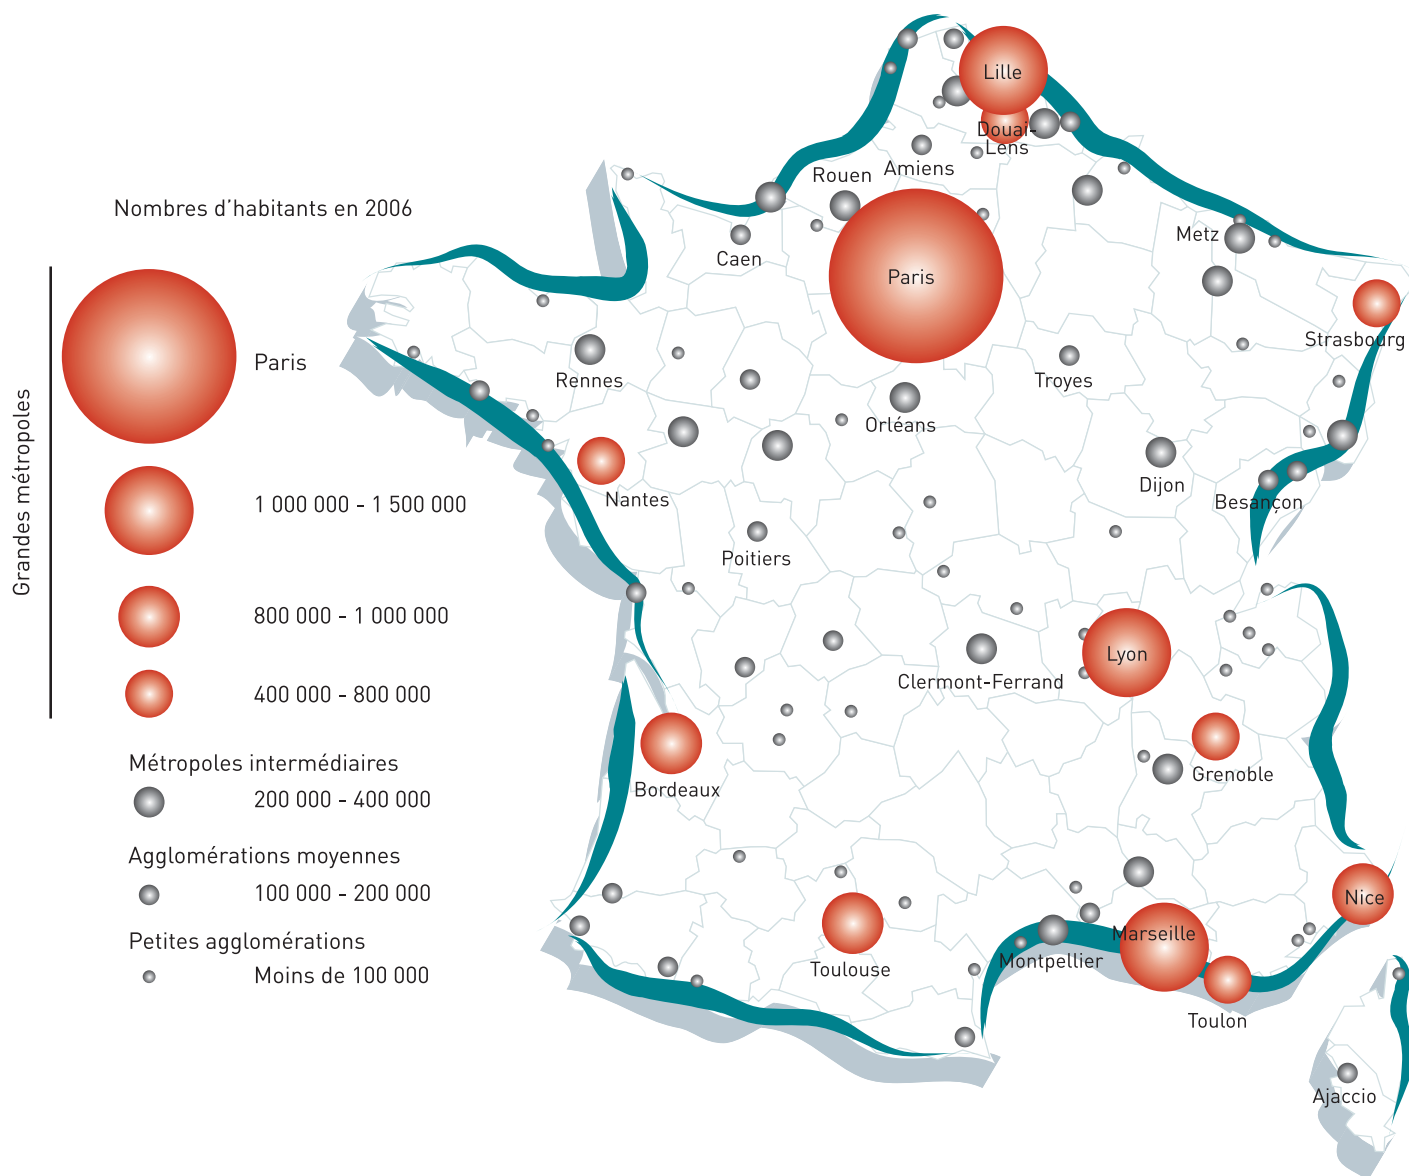 Nombres d'habitants en 2006
Grandes métropoles
Paris
1 000 000 - 1 500 000
800 000 - 1 000 000
400 000 - 800 000
Métropoles intermédiaires
200 000 - 400 000
Agglomérations moyennes
100 000 - 200 000
Petites agglomérations
Moins de 100 000
Lille
Douai-
Lens
Amiens
Rouen
Caen
Metz
Paris
Strasbourg
Rennes
Troyes
Orléans
Nantes
Dijon
Besançon
Poitiers
Lyon
Clermont-Ferrand
Grenoble
Bordeaux
Nice
Marseille
Montpellier
Toulouse
Toulon
Ajaccio